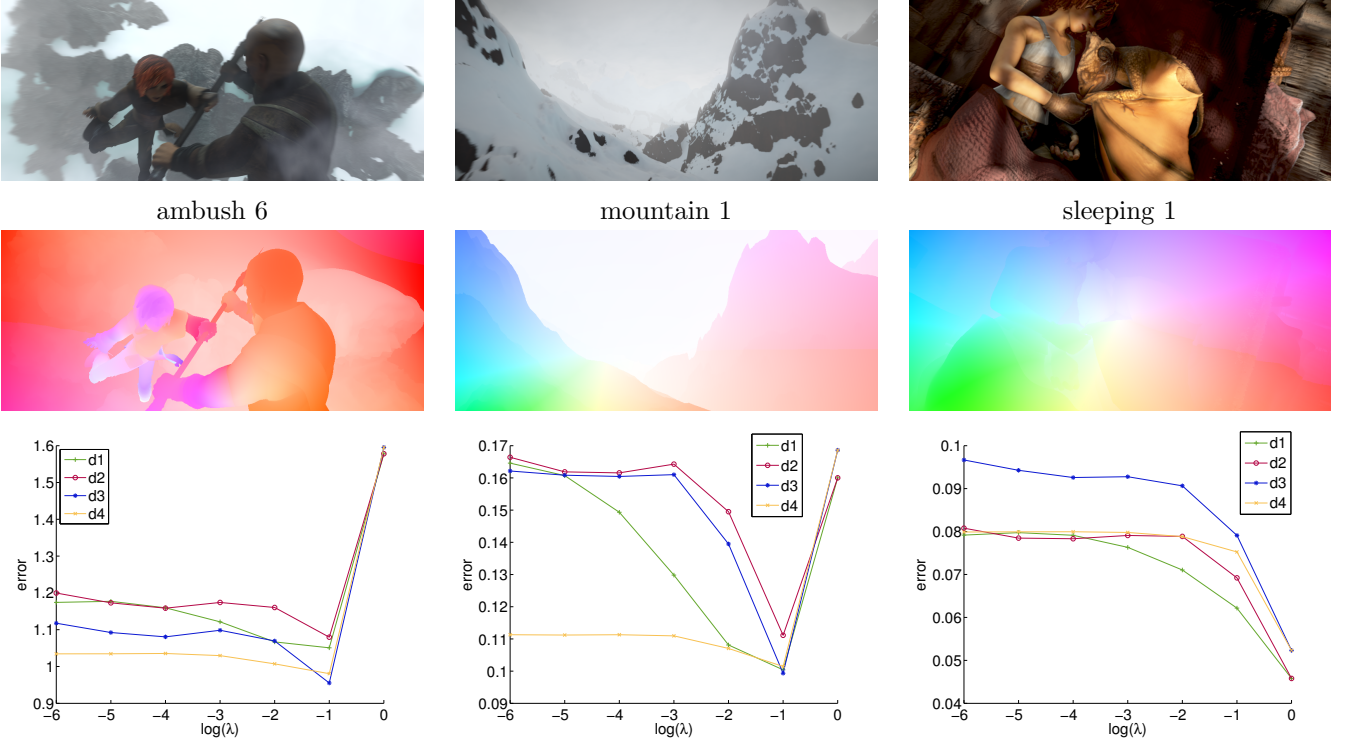 ambush 6
mountain 1
sleeping 1
1.6
1.5
1.4
1.3
1.2
1.1
1
0.9
error
d1
d2
d3
d4
−6 −5 −4 −3 −2 −1 0
log(λ)
0.17
0.16
0.15
0.14
0.13
0.12
0.11
0.1
0.09
error
d1
d2
d3
d4
−6 −5 −4 −3 −2 −1 0
log(λ)
0.1
0.09
0.08
0.07
0.06
0.05
0.04
error
d1
d2
d3
d4
−6 −5 −4 −3 −2 −1 0
log(λ)